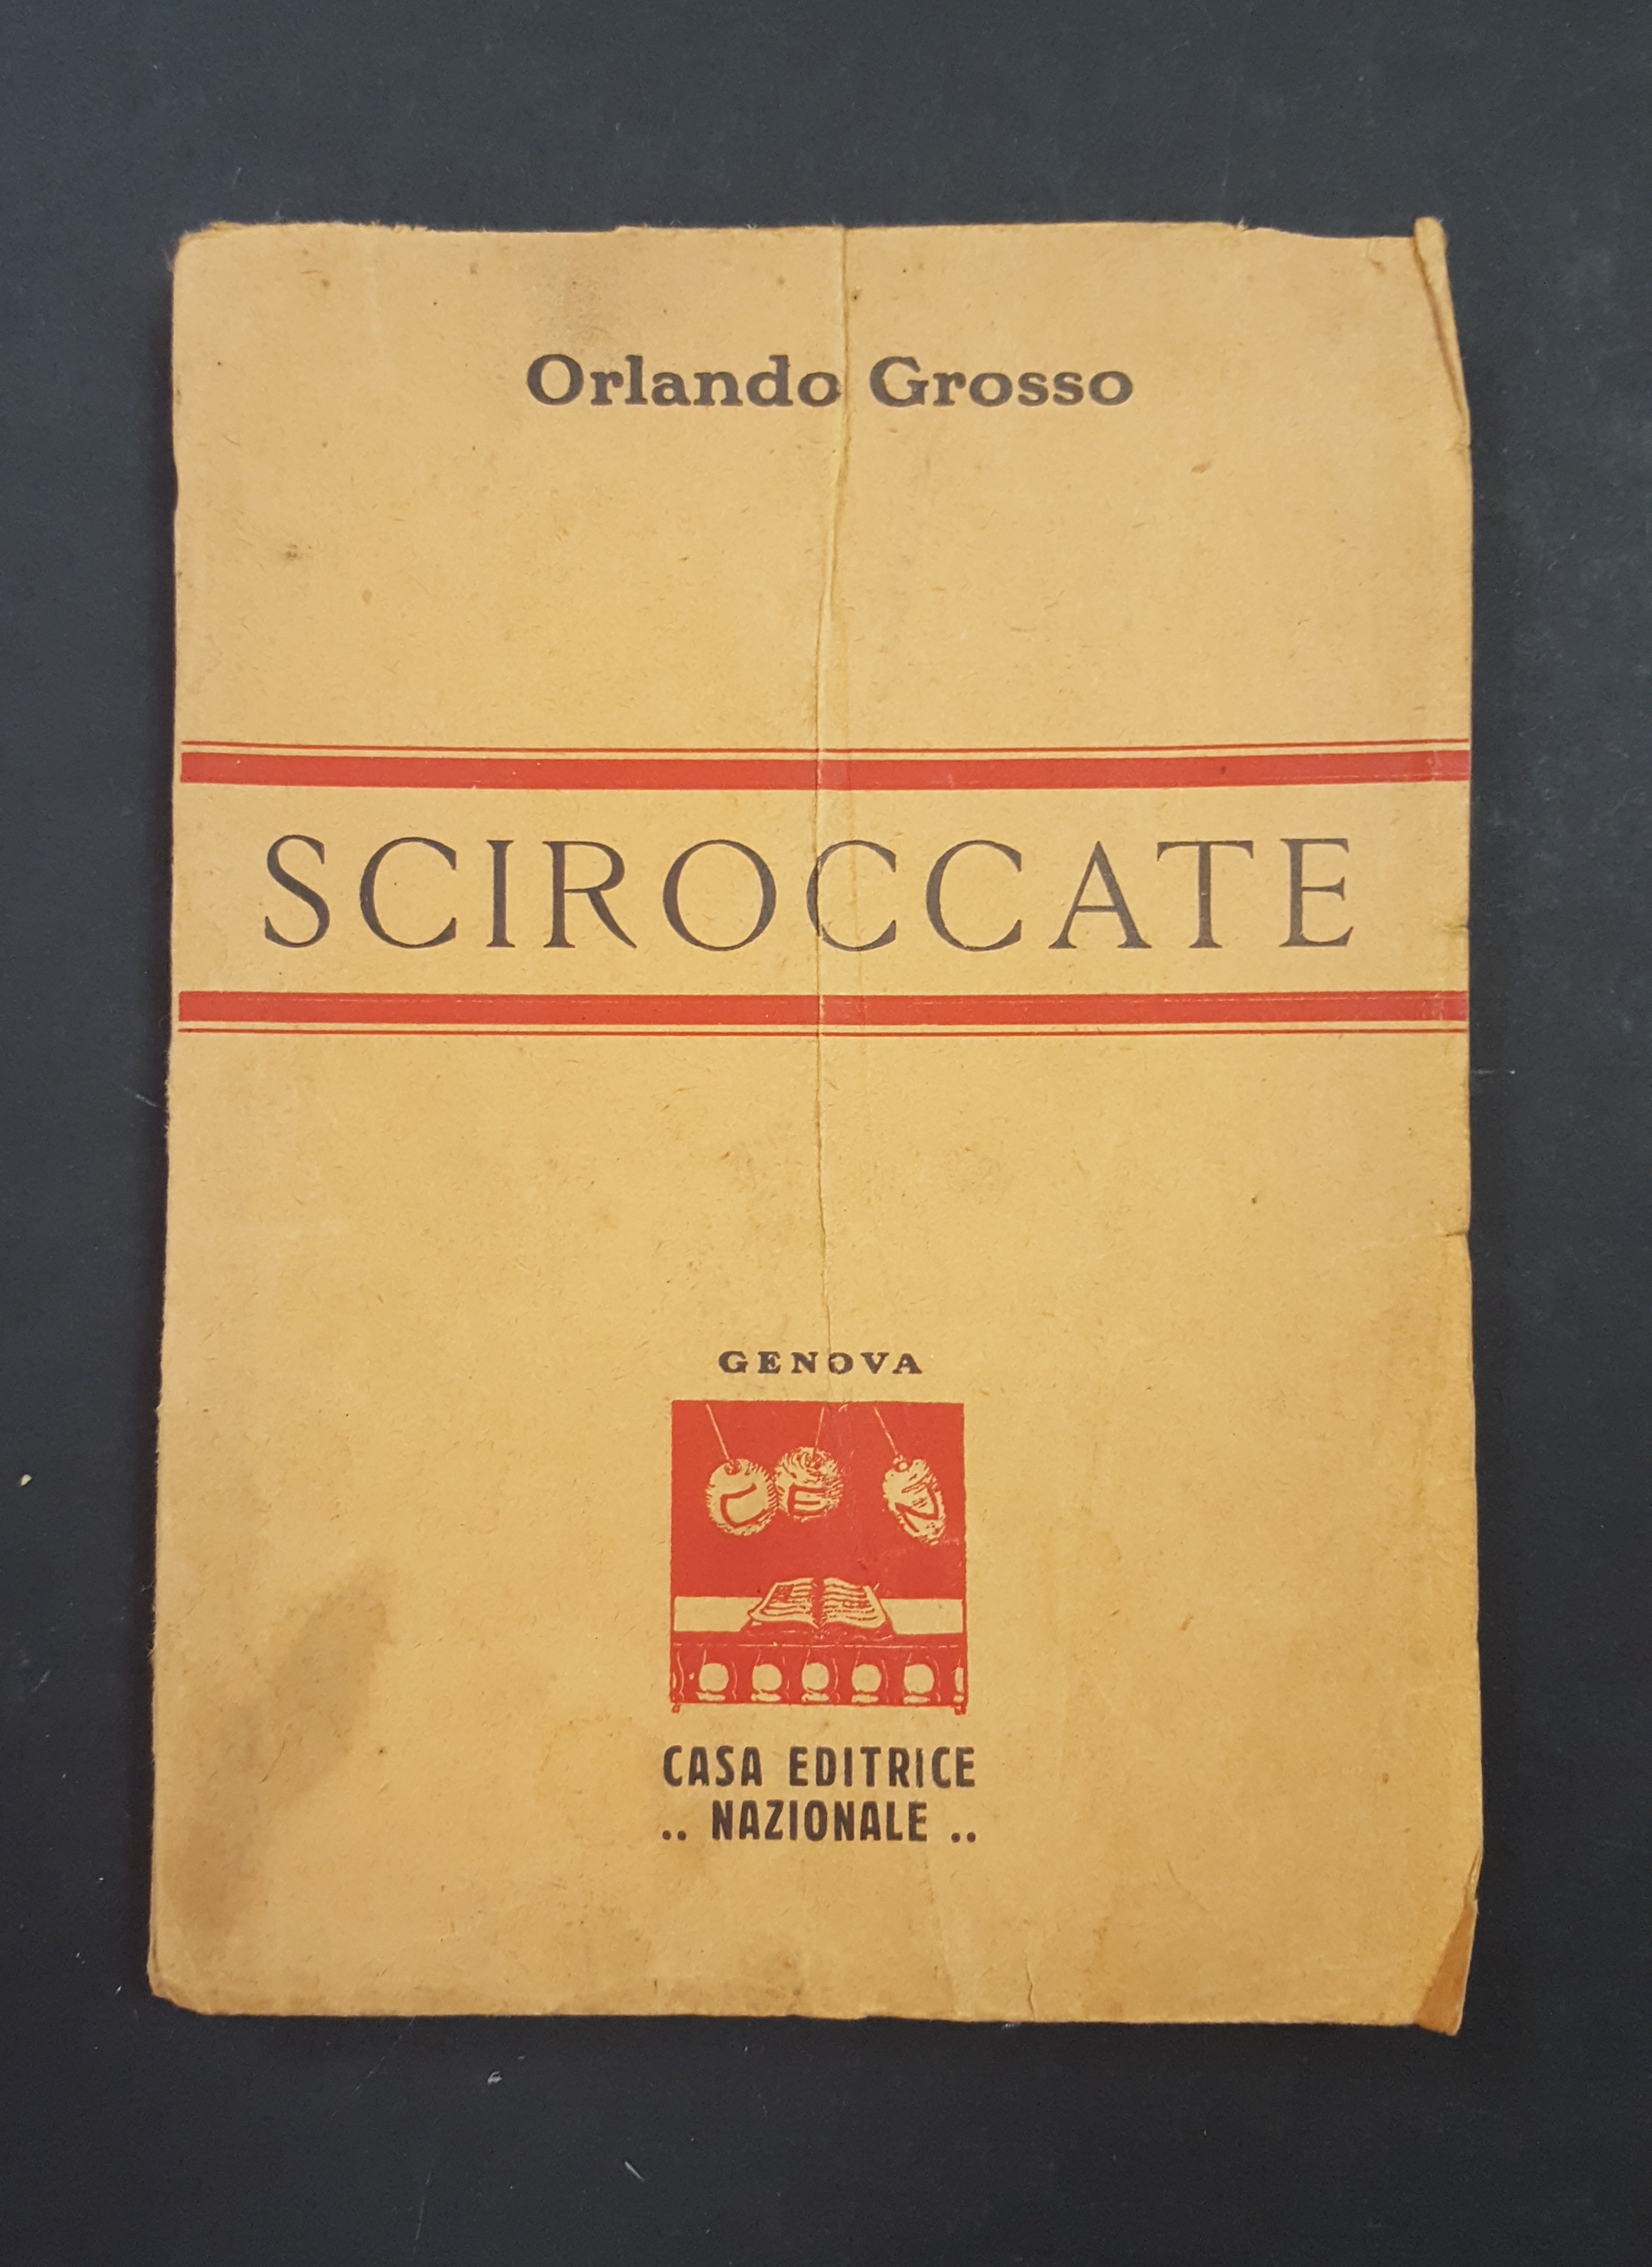 Orlando Grosso
SCIROCCATE
GENOVA
C E N
CASA EDITRICE
.. NAZIONALE ..